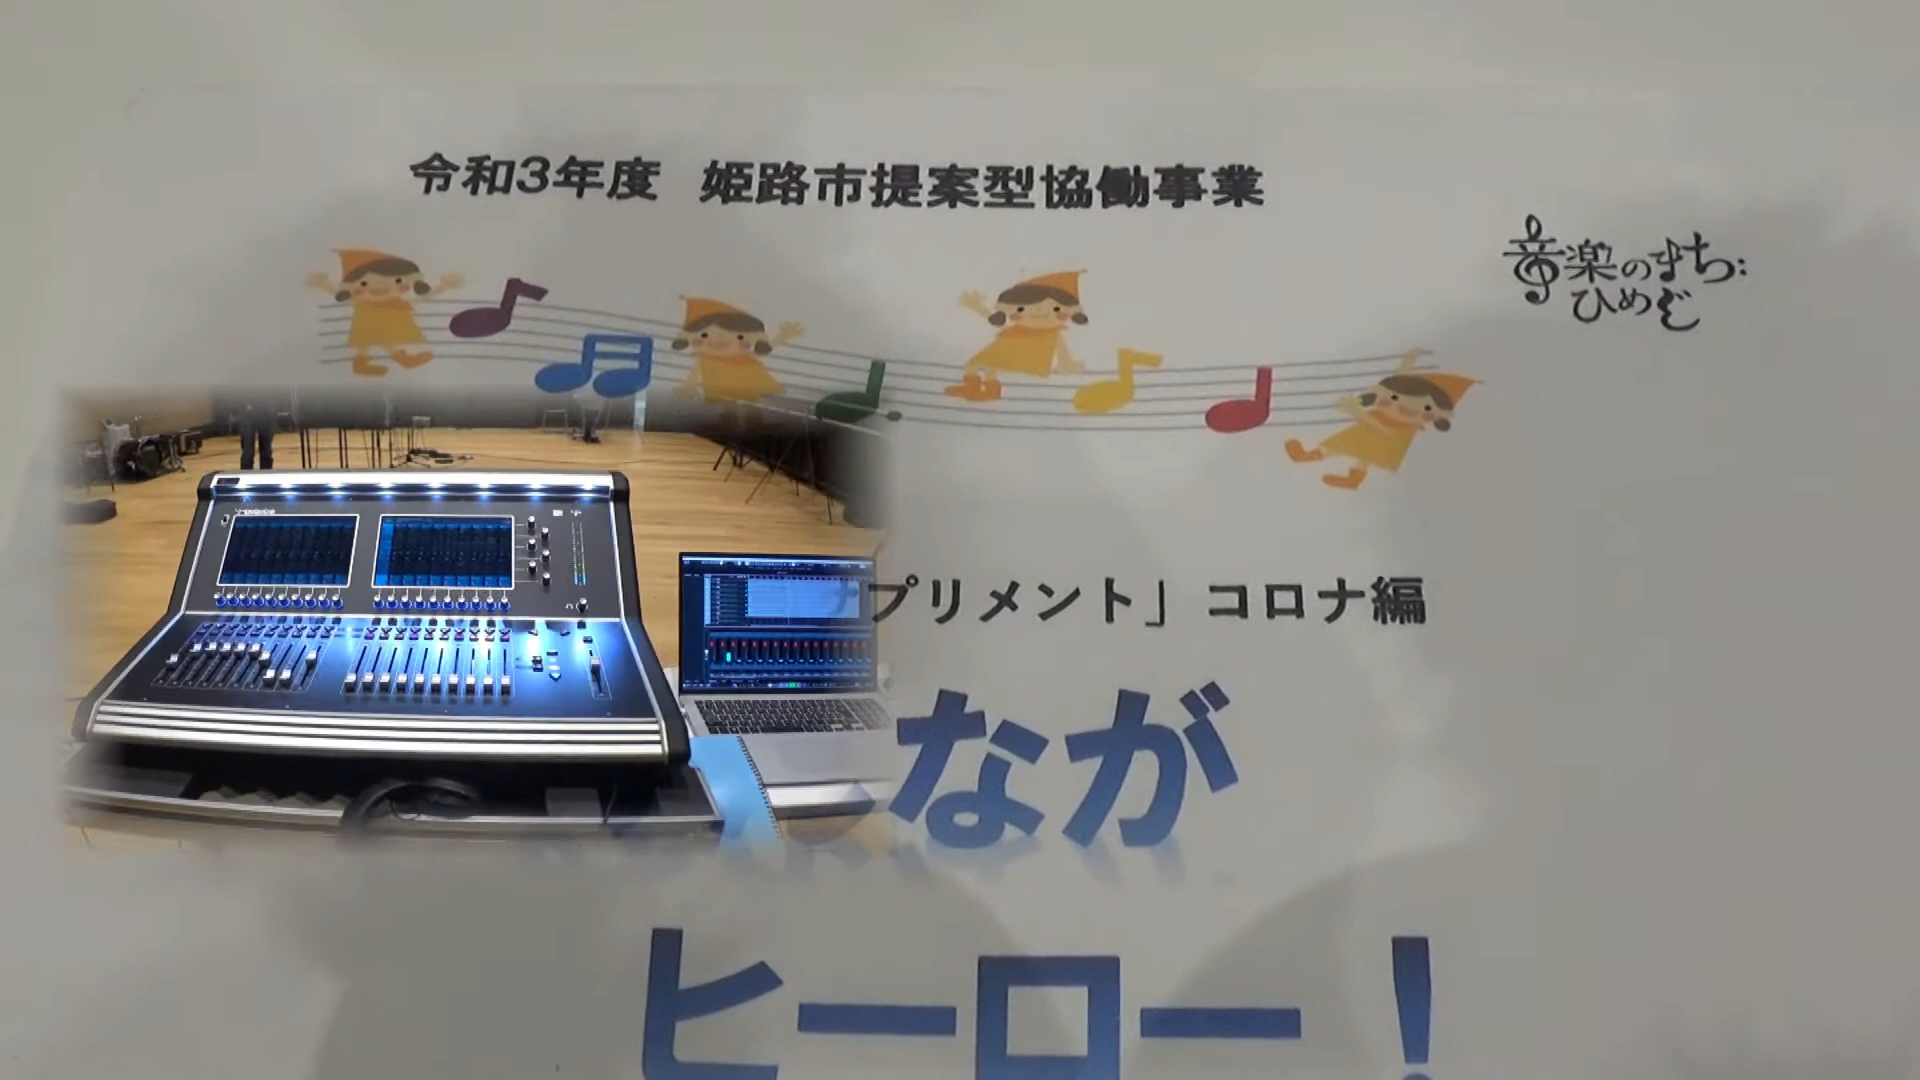 令和3年度 姫路市提案型協働事業
音楽のまち:
ひめじ
プリメント」コロナ編
なが
ヒーロー!